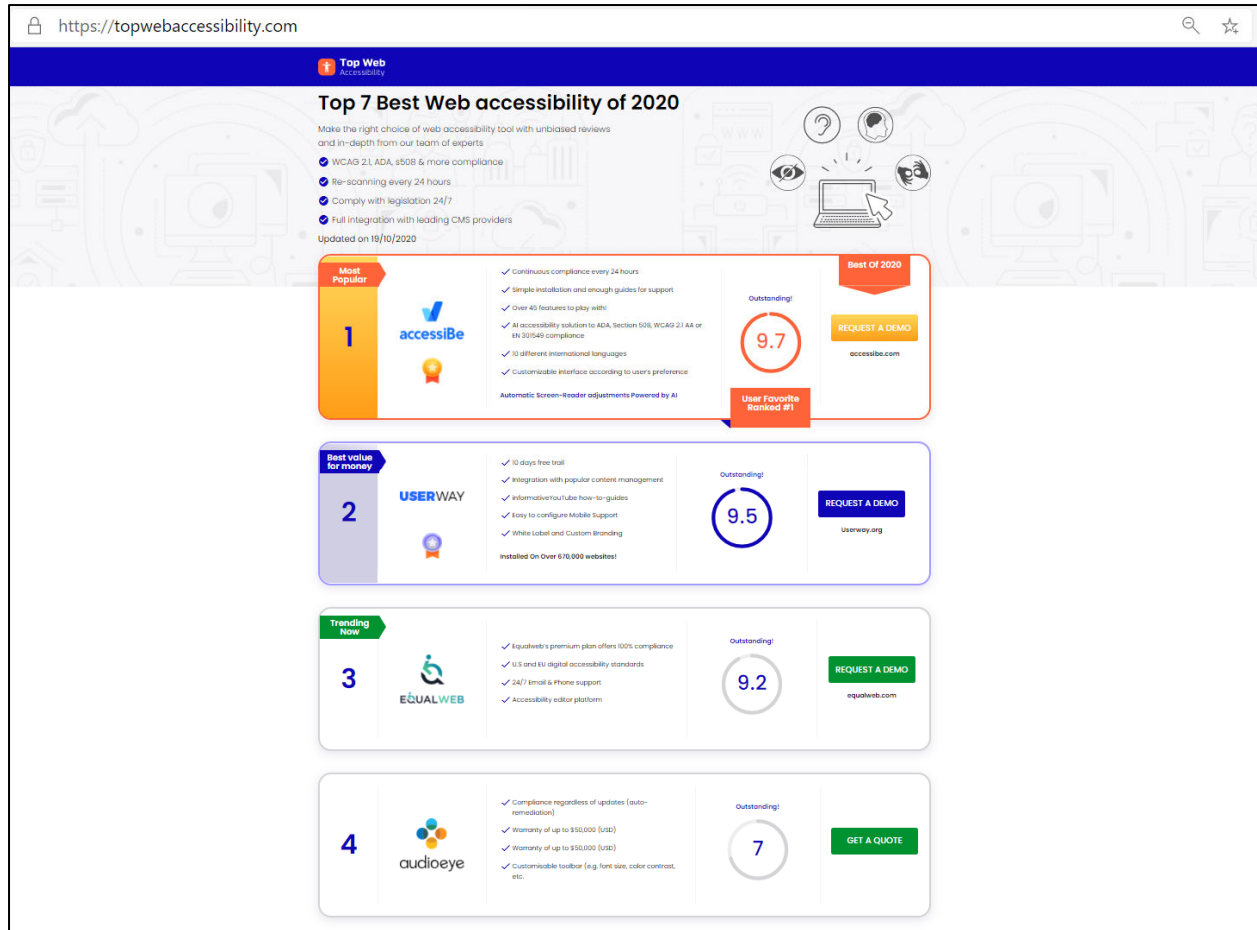 https://topwebaccessibility.com
Top Web
Accessibility
Top 7 Best Web accessibility of 2020
Make the right choice of web accessibility tool with unbiased reviews
and in-depth from our team of experts
WCAG 2.1, ADA, s508 & more compliance
Re-scanning every 24 hours
Comply with legislation 24/7
Full integration with leading CMS providers
Updated on 19/10/2020
WWW
Most
Popular
1
accessiBe
Continuous compliance every 24 hours
Simple installation and enough guides for support
Over 45 features to play with!
AI accessibility solution to ADA, Section 508, WCAG 2.1 AA or
EN 301549 compliance
10 different international languages
Customizable interface according to user's preference
Automatic Screen-Reader adjustments Powered by AI
Outstanding!
9.7
User Favorite
Ranked #1
Best Of 2020
REQUEST A DEMO
accessibe.com
Best value
for money
2
USERWAY
10 days free trail
Integration with popular content management
informativeYouTube how-to-guides
Easy to configure Mobile Support
White Label and Custom Branding
Installed On Over 670,000 websites!
Outstanding!
9.5
REQUEST A DEMO
Userway.org
Trending
Now
3
EQUALWEB
Equalweb's premium plan offers 100% compliance
U.S and EU digital accessibility standards
24/7 Email & Phone support
Accessibility editor platform
Outstanding!
9.2
REQUEST A DEMO
equalweb.com
4
audioeye
Compliance regardless of updates (auto-
remediation)
Warranty of up to $50,000 (USD)
Warranty of up to $50,000 (USD)
Customisable toolbar (e.g. font size, color contrast,
etc.
Outstanding!
7
GET A QUOTE